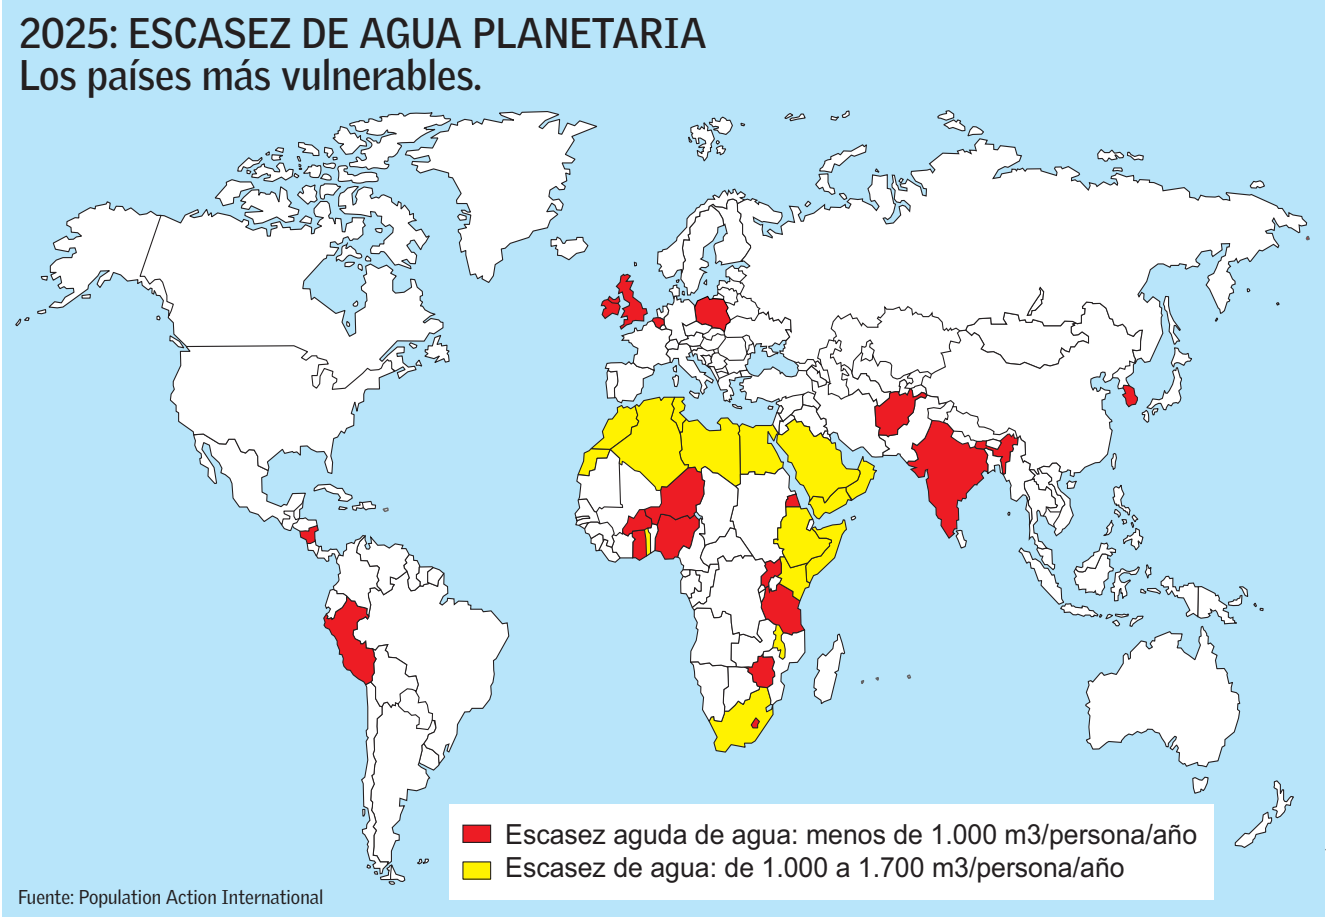 2025: ESCASEZ DE AGUA PLANETARIA
Los países más vulnerables.
Escasez aguda de agua: menos de 1.000 m3/persona/año
Escasez de agua: de 1.000 a 1.700 m3/persona/año
Fuente: Population Action International